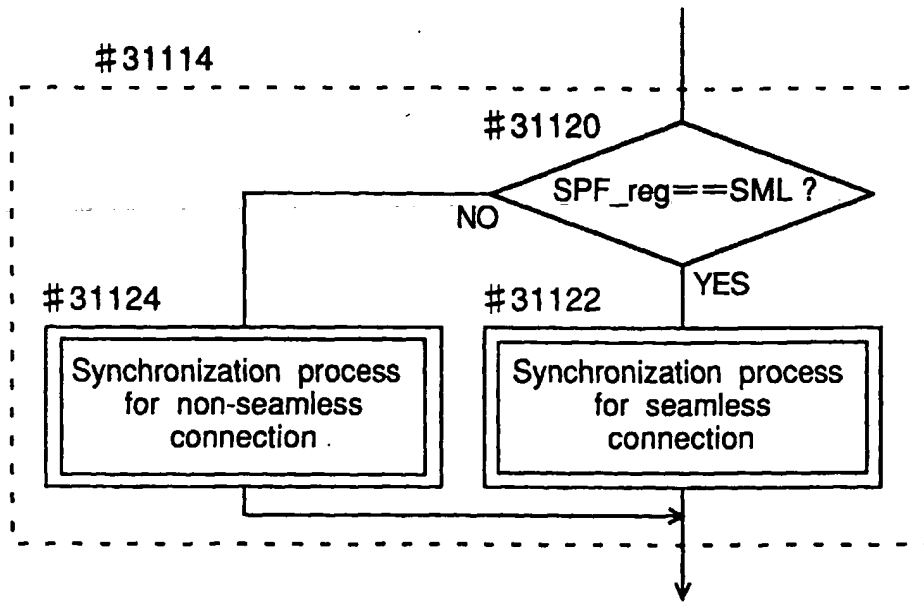 #31114
#31120
SPF_reg==SML ?
NO
YES
#31124
#31122
Synchronization process
for non-seamless
connection
Synchronization process
for seamless
connection